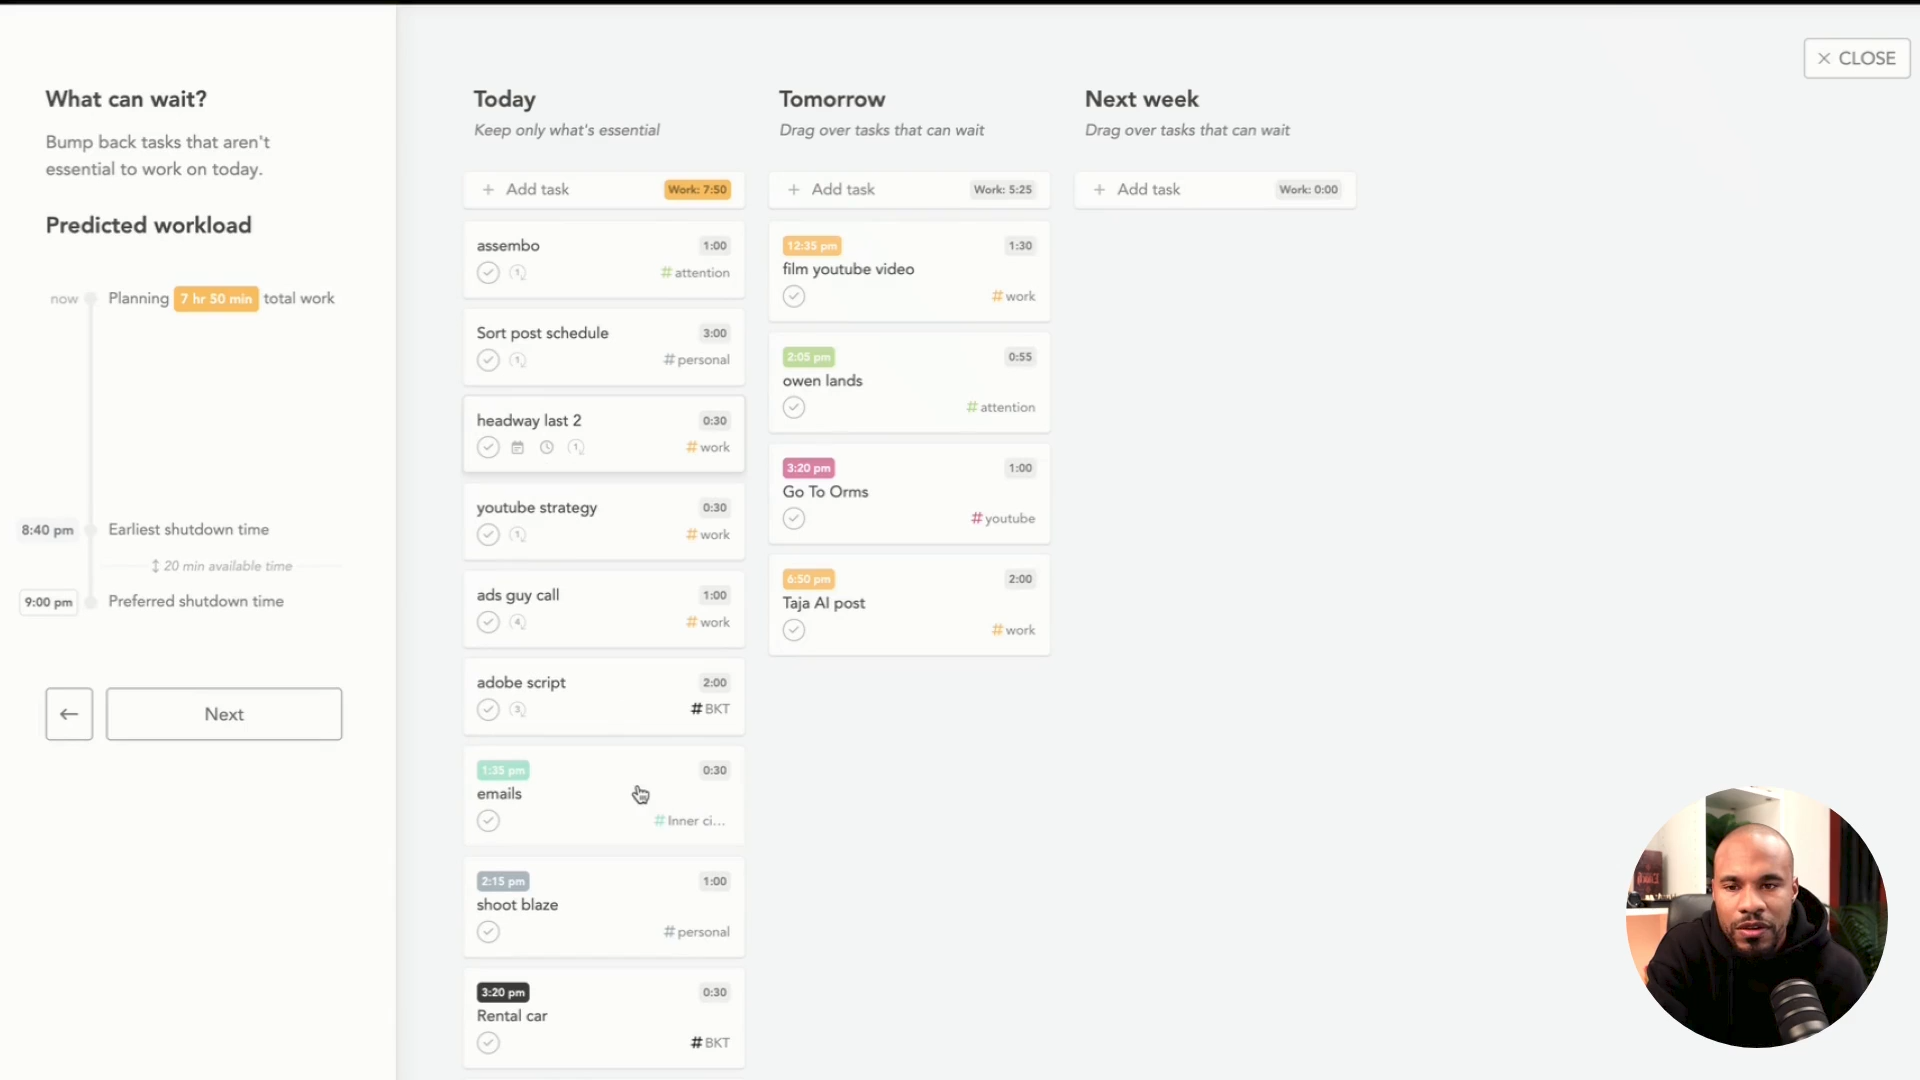 What can wait?
Bump back tasks that aren't
essential to work on today.
Predicted workload
now Planning 7 hr 50 min total work
8:40 pm Earliest shutdown time
20 min available time
9:00 pm Preferred shutdown time
← Next
× CLOSE
Today
Keep only what's essential
+ Add task Work: 7:50
assembo 1:00
1 #attention
Sort post schedule 3:00
1 #personal
headway last 2 0:30
1 #work
youtube strategy 0:30
1 #work
ads guy call 1:00
4 #work
adobe script 2:00
3 #BKT
1:35 pm 0:30
emails
#Inner ci...
2:15 pm 1:00
shoot blaze
#personal
3:20 pm 0:30
Rental car
#BKT
Tomorrow
Drag over tasks that can wait
+ Add task Work: 5:25
12:35 pm 1:30
film youtube video
#work
2:05 pm 0:55
owen lands
#attention
3:20 pm 1:00
Go To Orms
#youtube
6:50 pm 2:00
Taja AI post
#work
Next week
Drag over tasks that can wait
+ Add task Work: 0:00